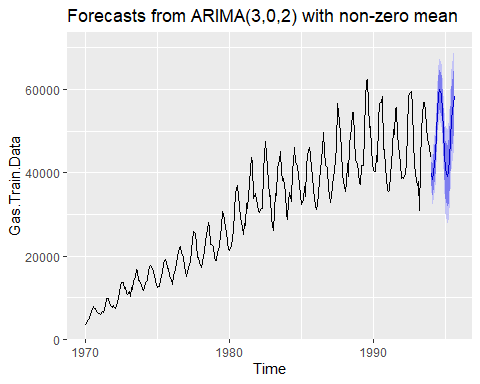 Forecasts from ARIMA(3,0,2) with non-zero mean
60000
40000
20000
0
Gas.Train.Data
1970
1980
1990
Time